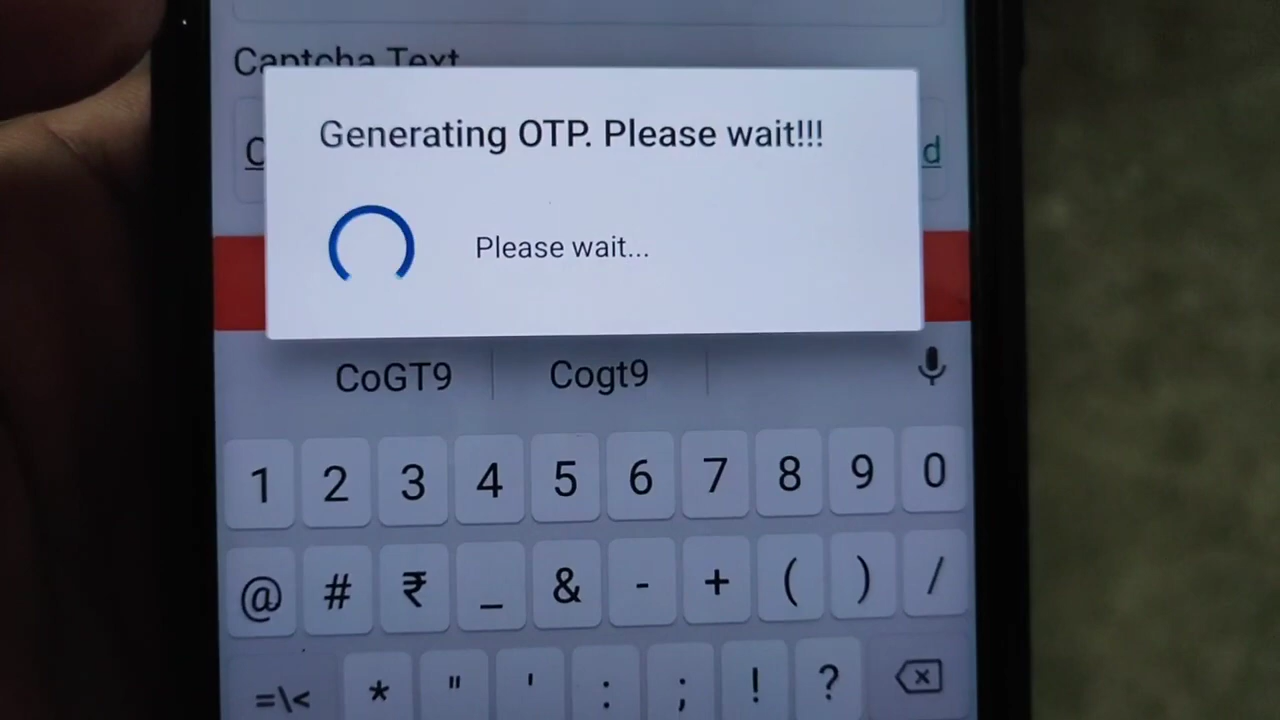 Captcha Text
Generating OTP. Please wait!!!
C d
Please wait...
CoGT9 Cogt9
1 2 3 4 5 6 7 8 9 0
@ # ₹ _ & - + ( ) /
=\< * " ' : ; ! ?